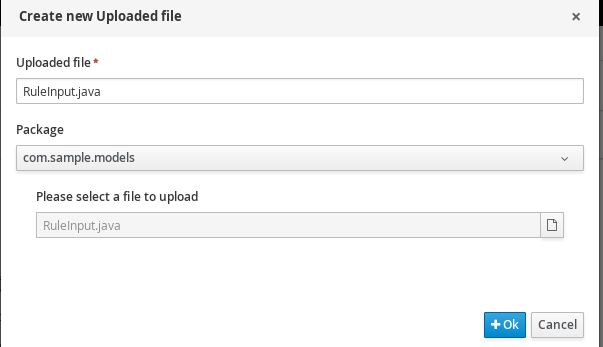 Create new Uploaded file
×
Uploaded file*
RuleInput.java
Package
com.sample.models
Please select a file to upload
RuleInput.java
+Ok Cancel